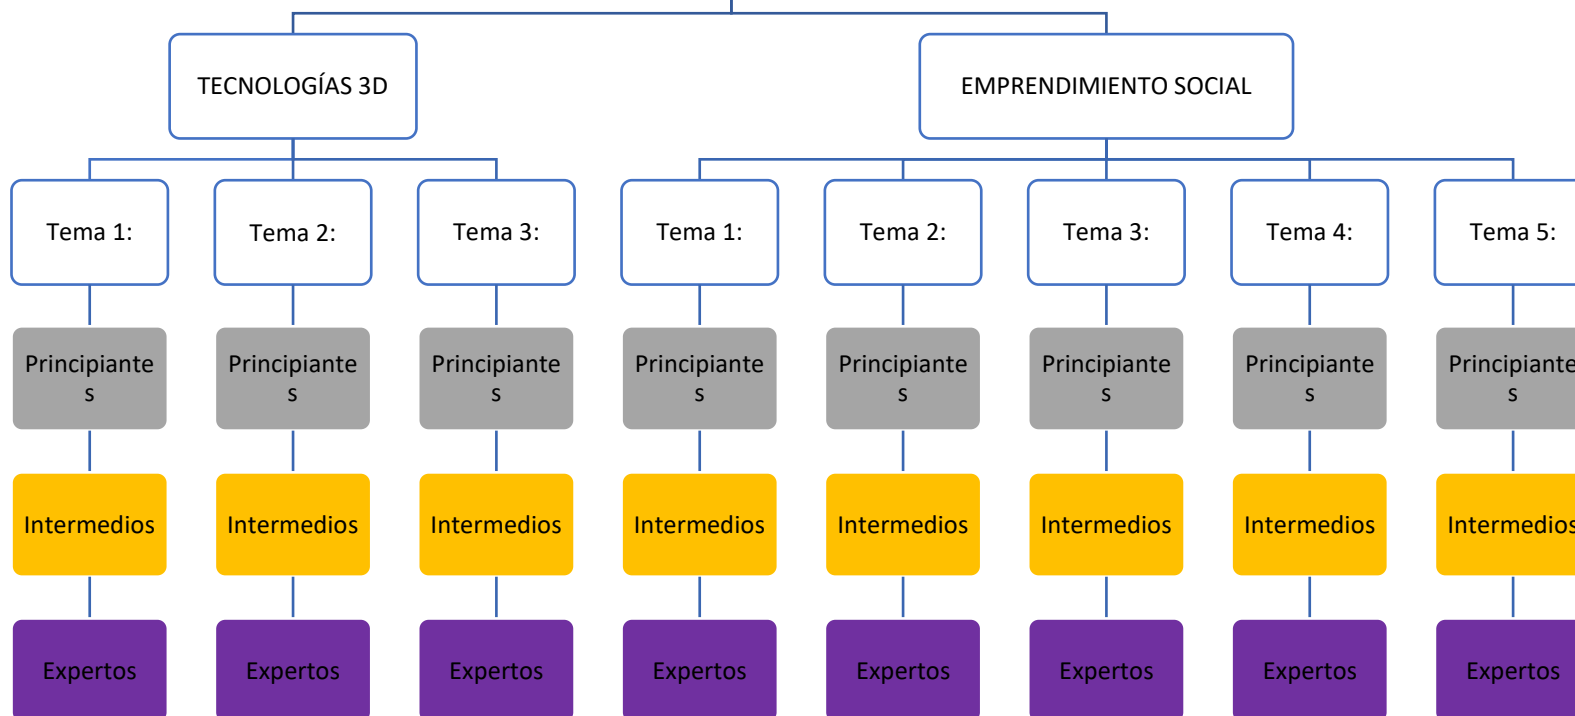 TECNOLOGÍAS 3D
EMPRENDIMIENTO SOCIAL
Tema 1:
Tema 2:
Tema 3:
Tema 1:
Tema 2:
Tema 3:
Tema 4:
Tema 5:
Principiante
s
Principiante
s
Principiante
s
Principiante
s
Principiante
s
Principiante
s
Principiante
s
Principiante
s
Intermedios
Intermedios
Intermedios
Intermedios
Intermedios
Intermedios
Intermedios
Intermedios
Expertos
Expertos
Expertos
Expertos
Expertos
Expertos
Expertos
Expertos